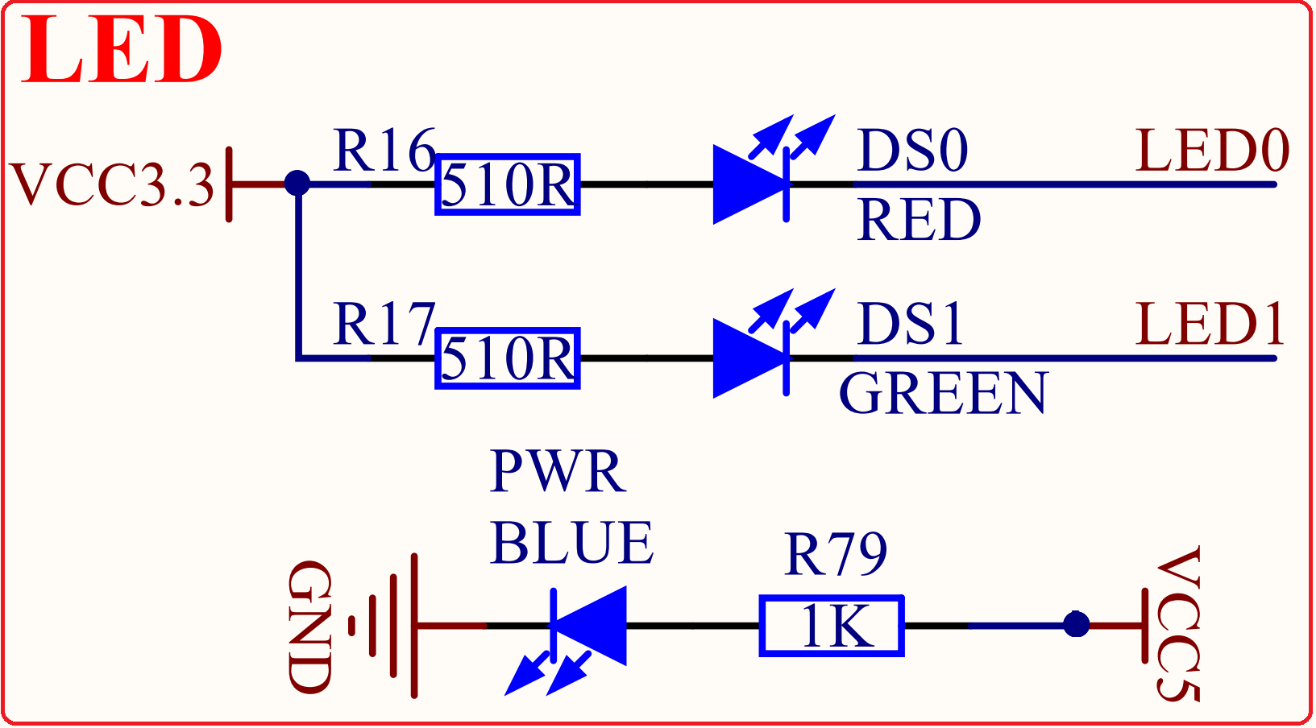 LED
R16
DS0
LED0
VCC3.3
510R
RED
R17
DS1
LED1
510R
GREEN
PWR
BLUE
R79
GND
1K
VCC5